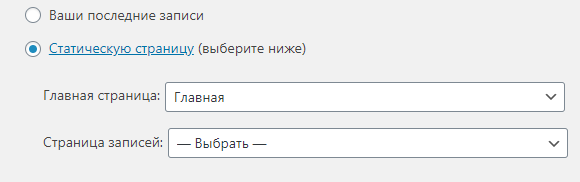 Ваши последние записи
Статическую страницу (выберите ниже)
Главная страница: Главная
Страница записей: — Выбрать —